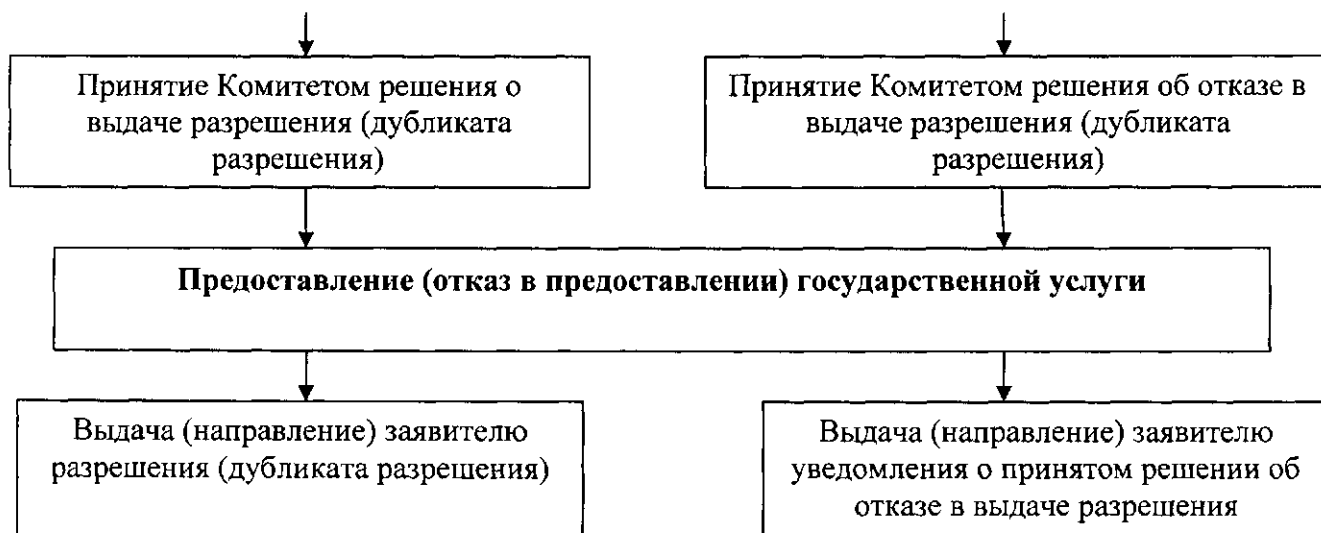 Принятие Комитетом решения о
выдаче разрешения (дубликата
разрешения)
Принятие Комитетом решения об отказе в
выдаче разрешения (дубликата
разрешения)
Предоставление (отказ в предоставлении) государственной услуги
Выдача (направление) заявителю
разрешения (дубликата разрешения)
Выдача (направление) заявителю
уведомления о принятом решении об
отказе в выдаче разрешения